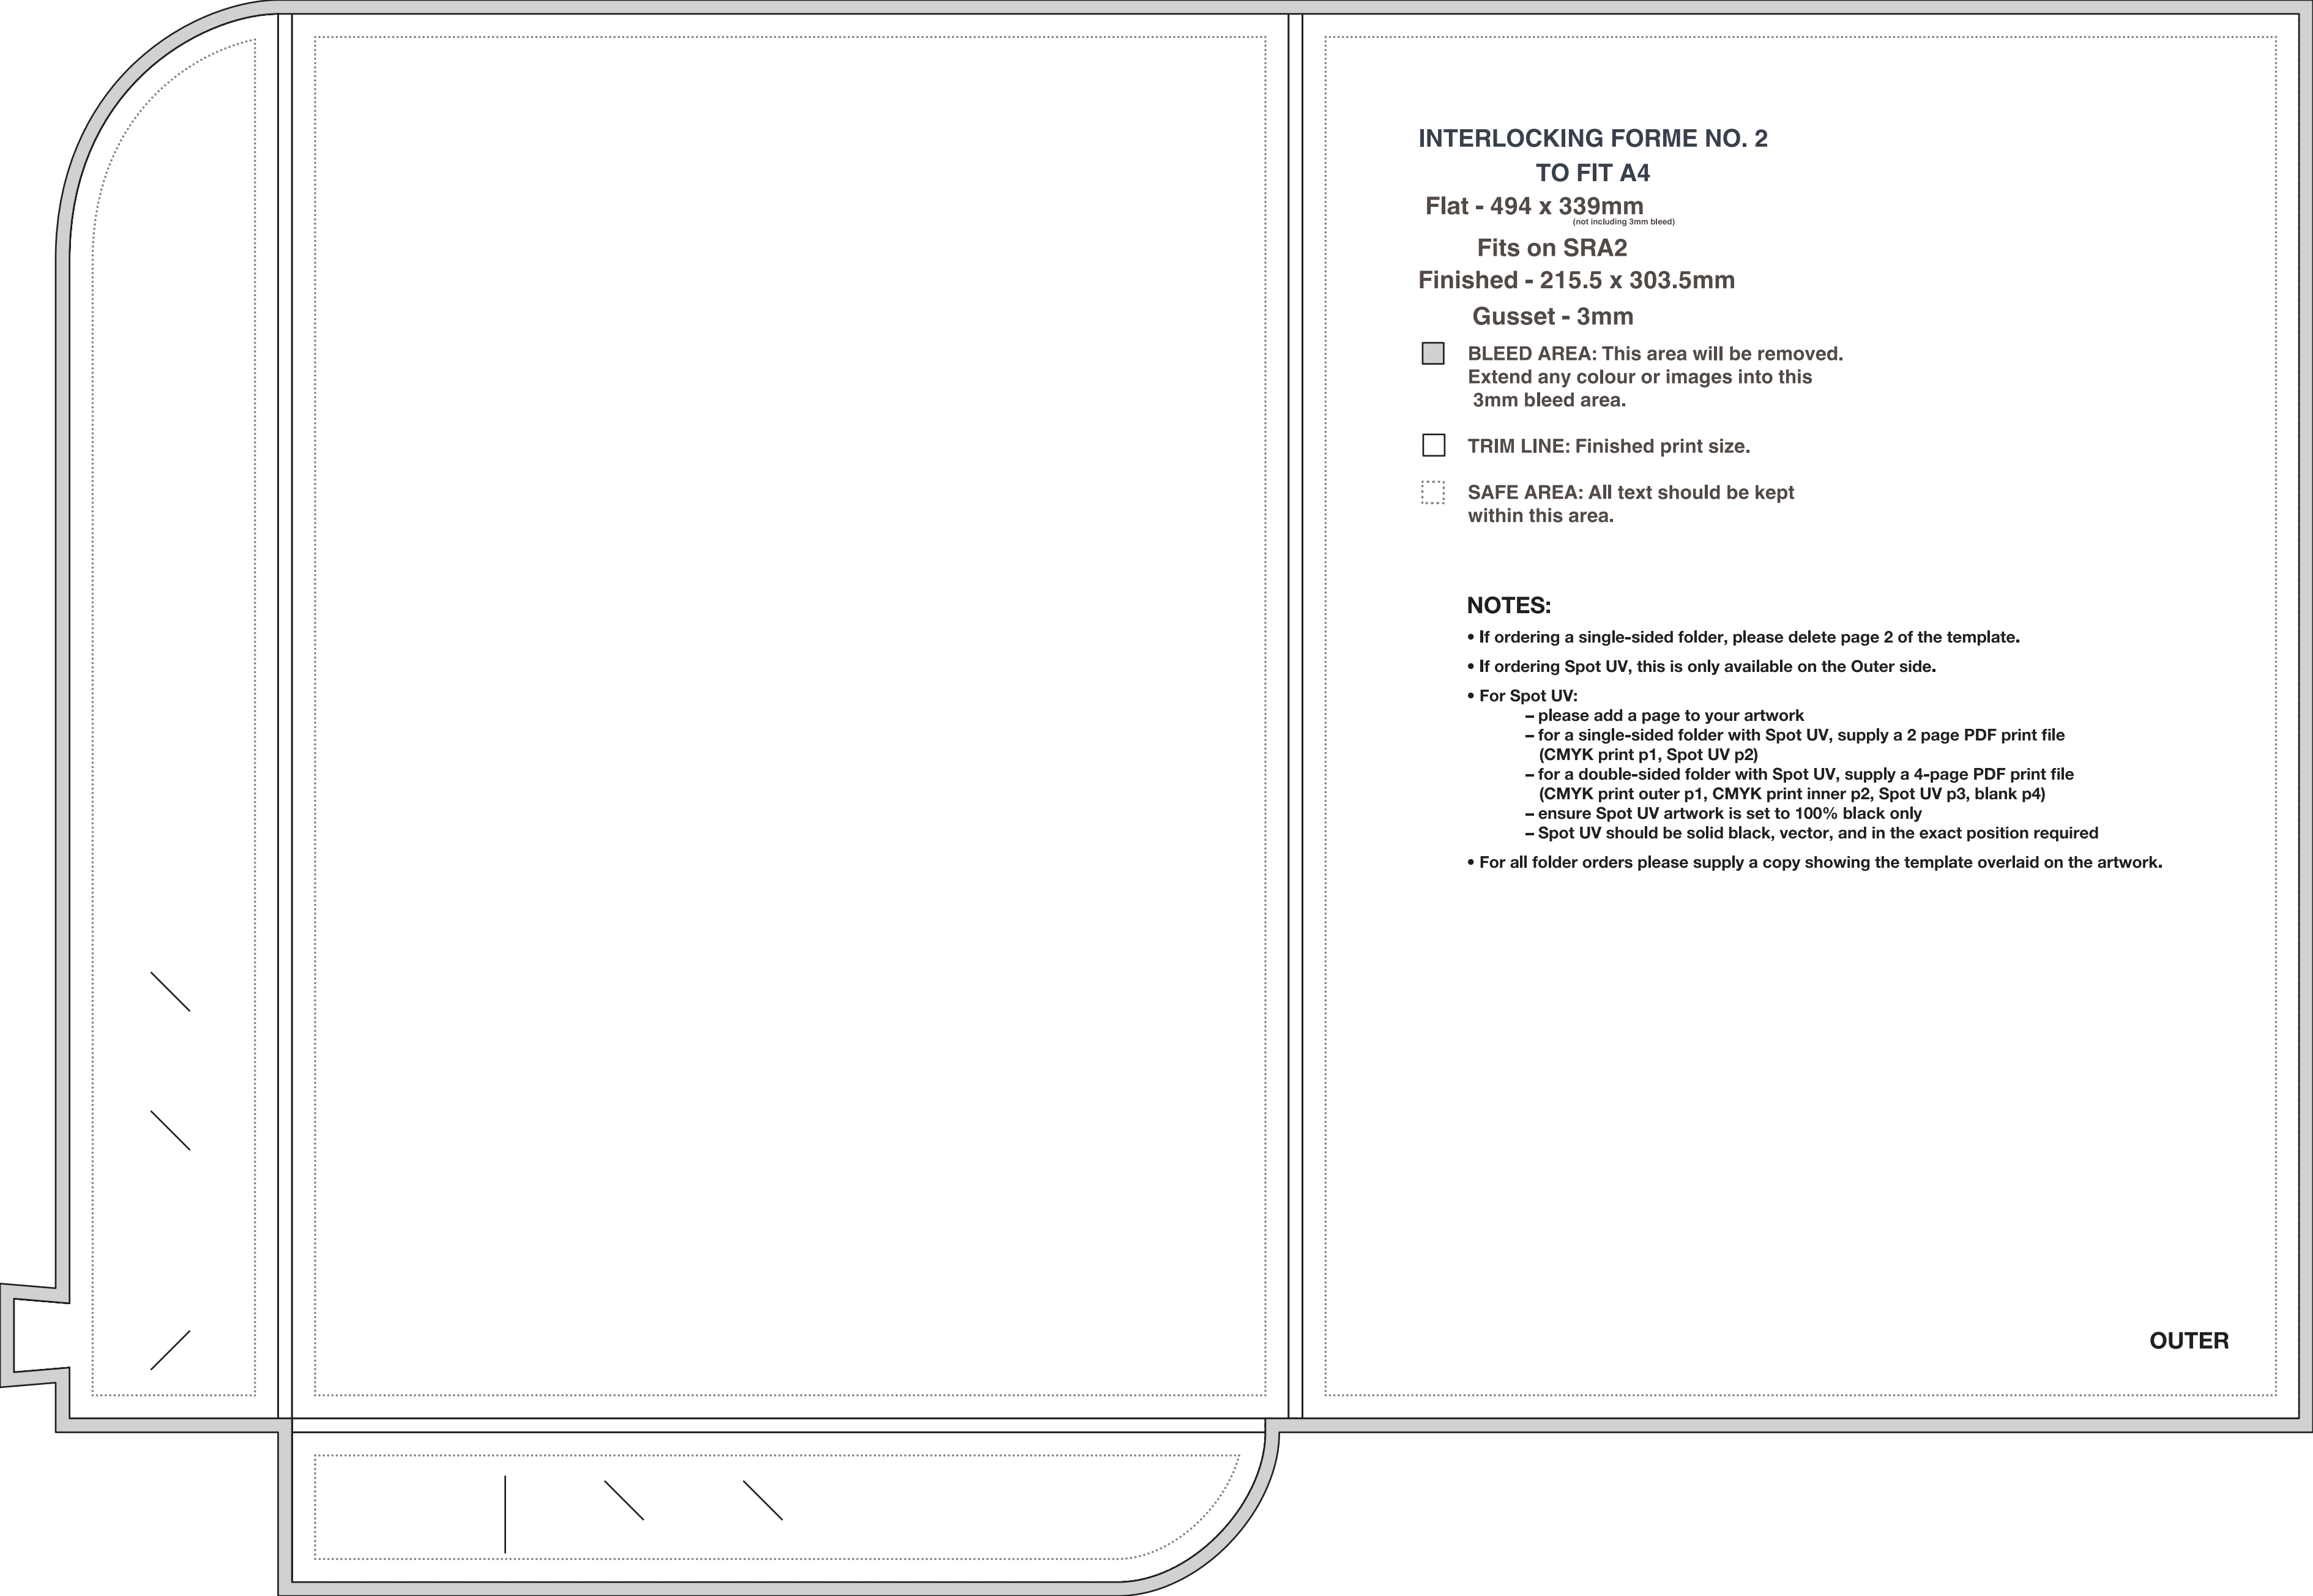 INTERLOCKING FORME NO. 2
TO FIT A4
Flat - 494 x 339mm
(not including 3mm bleed)
Fits on SRA2
Finished - 215.5 x 303.5mm
Gusset - 3mm
BLEED AREA: This area will be removed.
Extend any colour or images into this
3mm bleed area.
TRIM LINE: Finished print size.
SAFE AREA: All text should be kept
within this area.
NOTES:
• If ordering a single-sided folder, please delete page 2 of the template.
• If ordering Spot UV, this is only available on the Outer side.
• For Spot UV:
– please add a page to your artwork
– for a single-sided folder with Spot UV, supply a 2 page PDF print file
(CMYK print p1, Spot UV p2)
– for a double-sided folder with Spot UV, supply a 4-page PDF print file
(CMYK print outer p1, CMYK print inner p2, Spot UV p3, blank p4)
– ensure Spot UV artwork is set to 100% black only
– Spot UV should be solid black, vector, and in the exact position required
• For all folder orders please supply a copy showing the template overlaid on the artwork.
OUTER